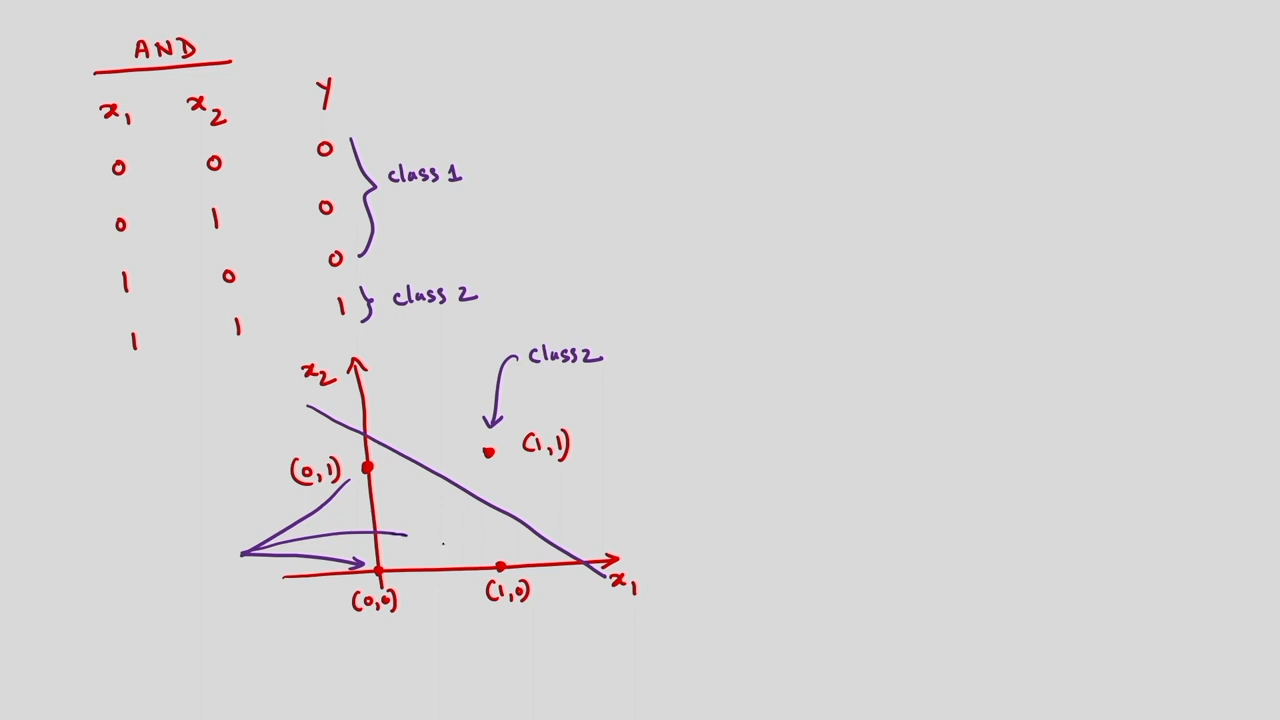 AND
x₁ x₂ y
0 0 0
0 1 0
1 0 0
1 1 1
class 1
class 2
x₂
class 2
(0,1)
(1,1)
(0,0)
(1,0)
x₁